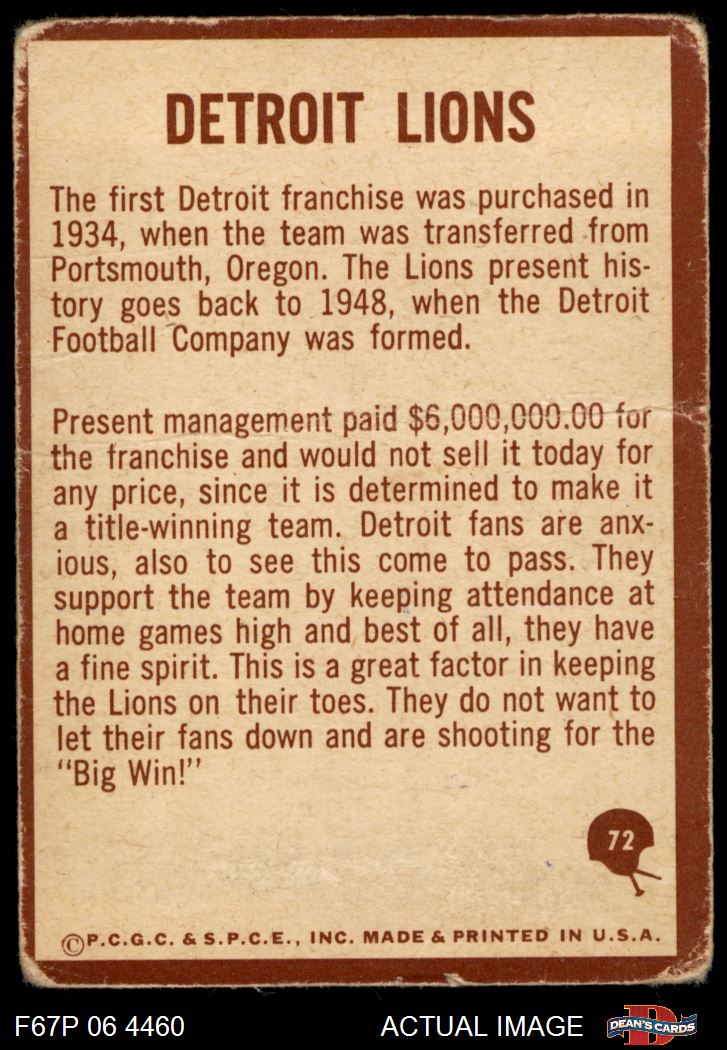 DETROIT LIONS
The first Detroit franchise was purchased in
1934, when the team was transferred from
Portsmouth, Oregon. The Lions present his-
tory goes back to 1948, when the Detroit
Football Company was formed.
Present management paid $6,000,000.00 for
the franchise and would not sell it today for
any price, since it is determined to make it
a title-winning team. Detroit fans are anx-
ious, also to see this come to pass. They
support the team by keeping attendance at
home games high and best of all, they have
a fine spirit. This is a great factor in keeping
the Lions on their toes. They do not want to
let their fans down and are shooting for the
“Big Win!”
72
©P.C.G.C. & S.P.C.E., INC. MADE & PRINTED IN U.S.A.
F67P 06 4460 ACTUAL IMAGE D DEAN'S CARDS